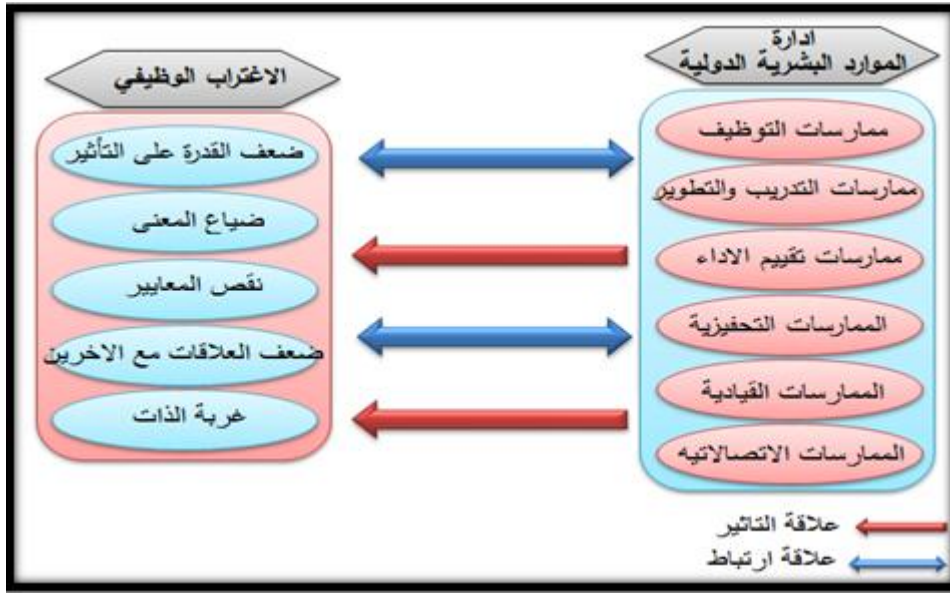 ادارة
الموارد البشرية الدولية
ممارسات التوظيف
ممارسات التدريب والتطوير
ممارسات تقييم الاداء
الممارسات التحفيزية
الممارسات القيادية
الممارسات الاتصالاتيه
الاغتراب الوظيفي
ضعف القدرة على التأثير
ضياع المعنى
نقص المعايير
ضعف العلاقات مع الاخرين
غربة الذات
علاقة التاثير
علاقة ارتباط